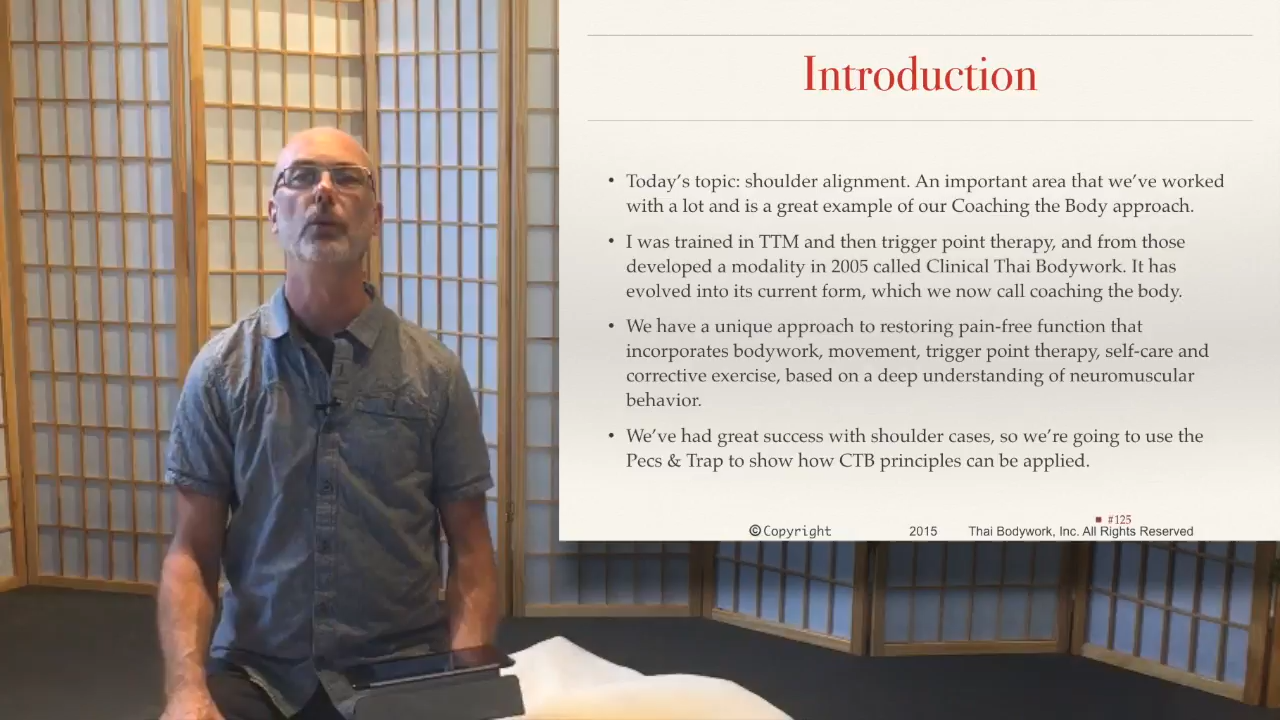 Introduction
• Today's topic: shoulder alignment. An important area that we've worked
with a lot and is a great example of our Coaching the Body approach.
• I was trained in TTM and then trigger point therapy, and from those
developed a modality in 2005 called Clinical Thai Bodywork. It has
evolved into its current form, which we now call coaching the body.
• We have a unique approach to restoring pain-free function that
incorporates bodywork, movement, trigger point therapy, self-care and
corrective exercise, based on a deep understanding of neuromuscular
behavior.
• We've had great success with shoulder cases, so we're going to use the
Pecs & Trap to show how CTB principles can be applied.
■ #125
©Copyright 2015 Thai Bodywork, Inc. All Rights Reserved